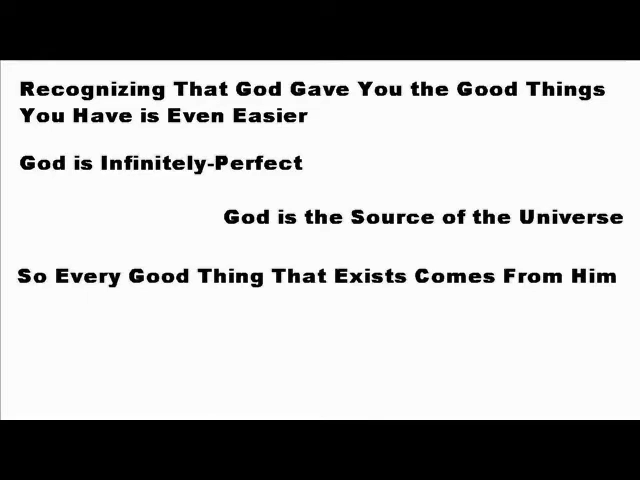 Recognizing That God Gave You the Good Things
You Have is Even Easier
God is Infinitely-Perfect
God is the Source of the Universe
So Every Good Thing That Exists Comes From Him